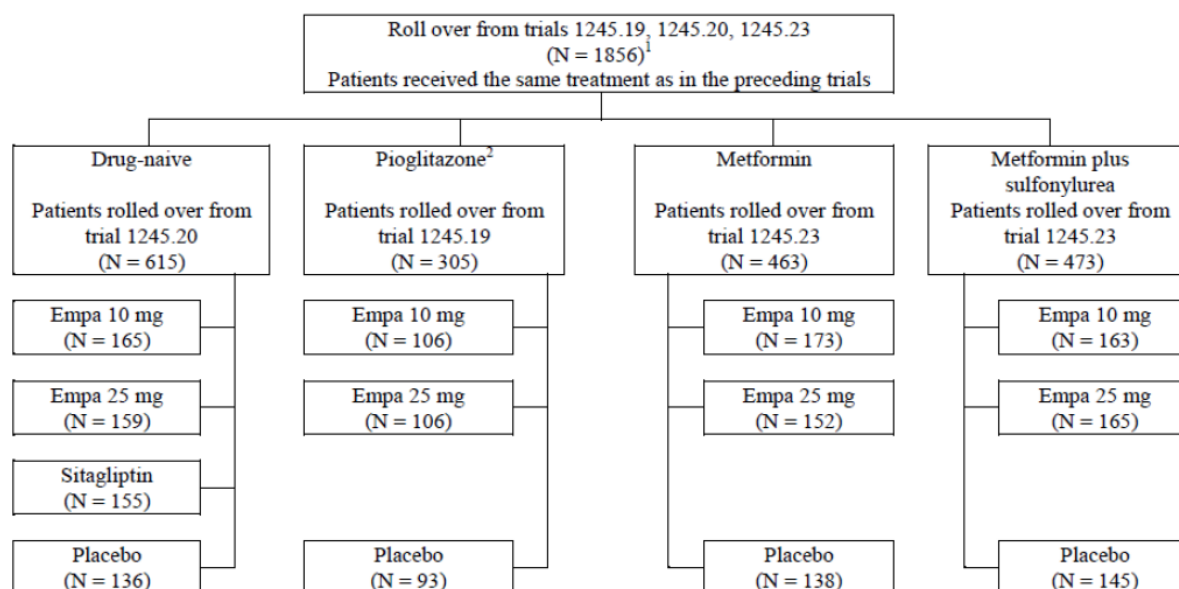 Roll over from trials 1245.19, 1245.20, 1245.23
(N = 1856)¹
Patients received the same treatment as in the preceding trials
Drug-naive
Patients rolled over from
trial 1245.20
(N = 615)
Empa 10 mg
(N = 165)
Empa 25 mg
(N = 159)
Sitagliptin
(N = 155)
Placebo
(N = 136)
Pioglitazone²
Patients rolled over from
trial 1245.19
(N = 305)
Empa 10 mg
(N = 106)
Empa 25 mg
(N = 106)
Placebo
(N = 93)
Metformin
Patients rolled over from
trial 1245.23
(N = 463)
Empa 10 mg
(N = 173)
Empa 25 mg
(N = 152)
Placebo
(N = 138)
Metformin plus
sulfonylurea
Patients rolled over from
trial 1245.23
(N = 473)
Empa 10 mg
(N = 163)
Empa 25 mg
(N = 165)
Placebo
(N = 145)